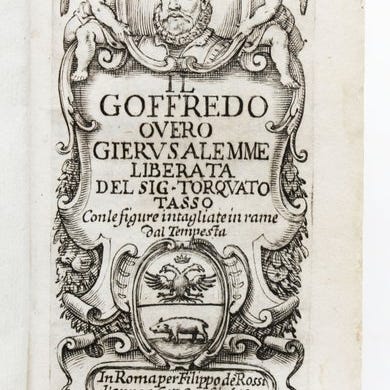 IL
GOFFREDO
OVERO
GIERVSALEMME
LIBERATA
DEL SIG·TORQVATO
TASSO
Con le figure intagliate in rame
Dal Tempesta
In Roma per Filippo de Rossi